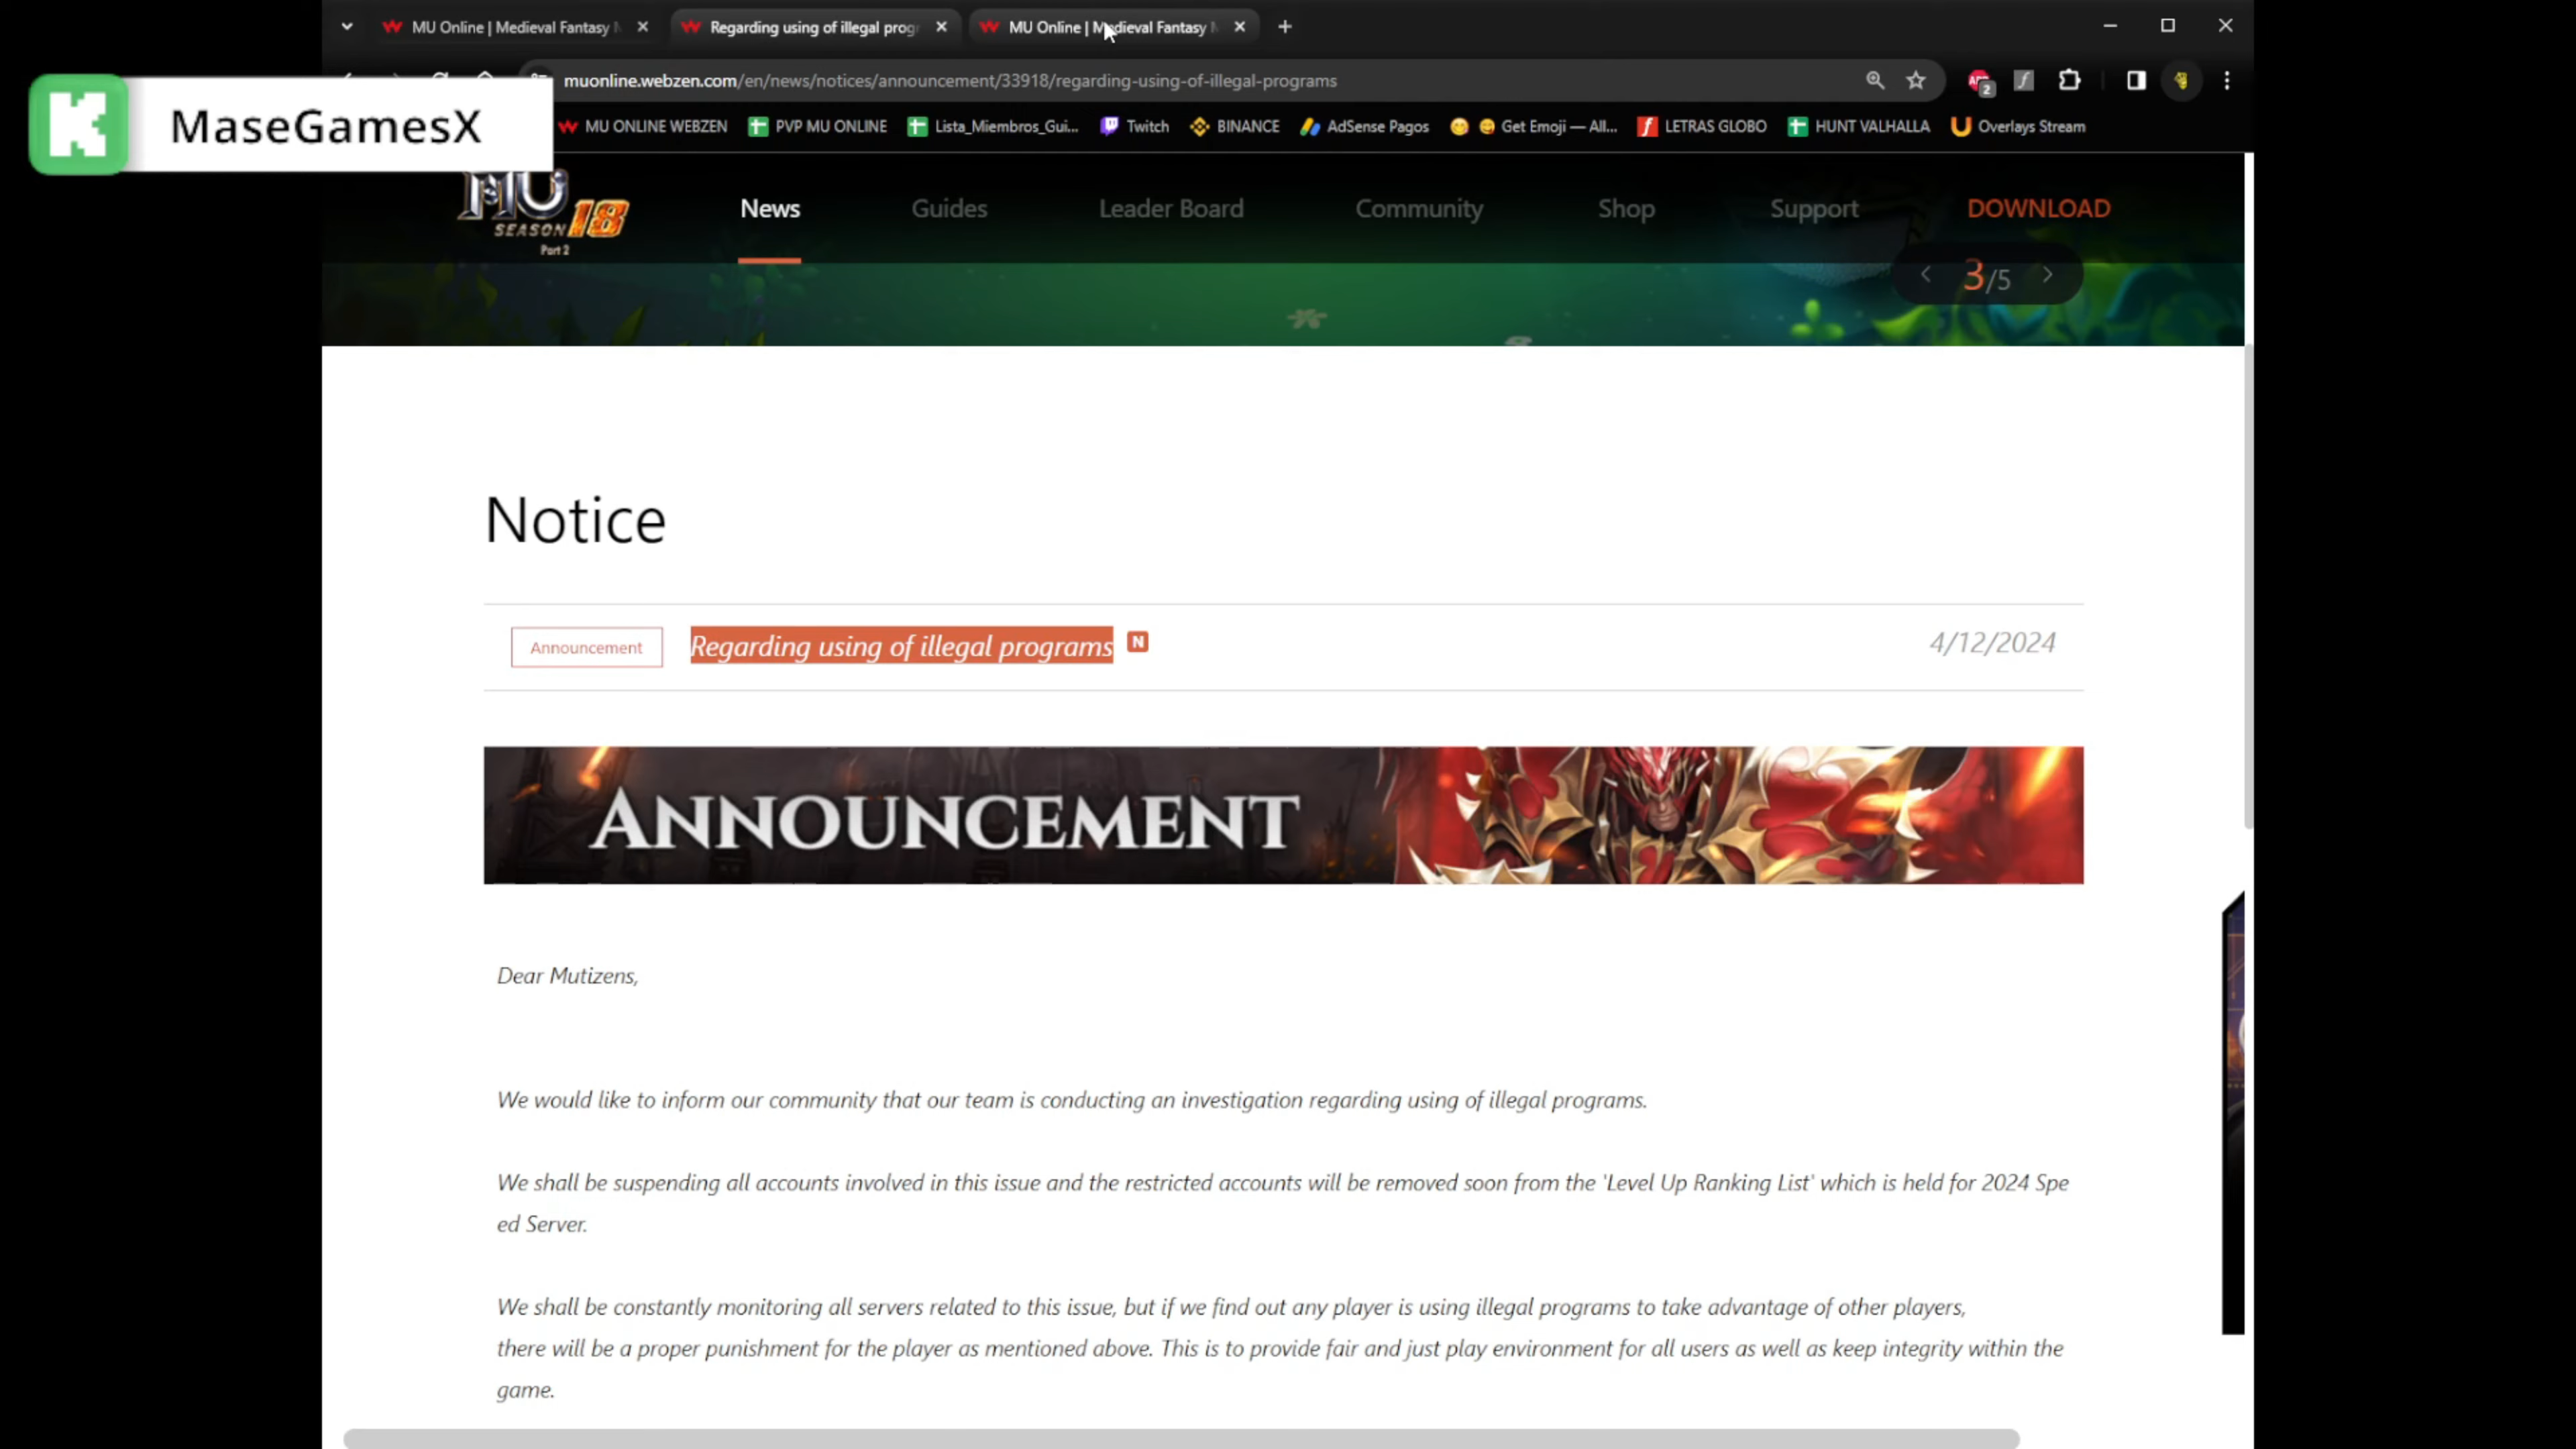 MU Online | Medieval Fantasy
Regarding using of illegal prog
MU Online | Medieval Fantasy
muonline.webzen.com/en/news/notices/announcement/33918/regarding-using-of-illegal-programs
2
MaseGamesX
MU ONLINE WEBZEN
PVP MU ONLINE
Lista_Miembros_Gui...
Twitch
BINANCE
AdSense Pagos
Get Emoji — All...
LETRAS GLOBO
HUNT VALHALLA
Overlays Stream
MU
SEASON 18
Part 2
News
Guides
Leader Board
Community
Shop
Support
DOWNLOAD
3/5
Notice
Announcement
Regarding using of illegal programs
N
4/12/2024
ANNOUNCEMENT
Dear Mutizens,
We would like to inform our community that our team is conducting an investigation regarding using of illegal programs.
We shall be suspending all accounts involved in this issue and the restricted accounts will be removed soon from the 'Level Up Ranking List' which is held for 2024 Spe
ed Server.
We shall be constantly monitoring all servers related to this issue, but if we find out any player is using illegal programs to take advantage of other players,
there will be a proper punishment for the player as mentioned above. This is to provide fair and just play environment for all users as well as keep integrity within the
game.